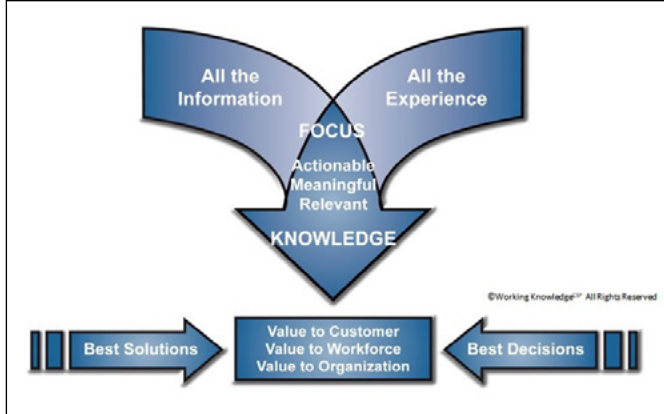 All the
Information
All the
Experience
FOCUS
Actionable
Meaningful
Relevant
KNOWLEDGE
©Working Knowledge All Rights Reserved
Best Solutions
Value to Customer
Value to Workforce
Value to Organization
Best Decisions